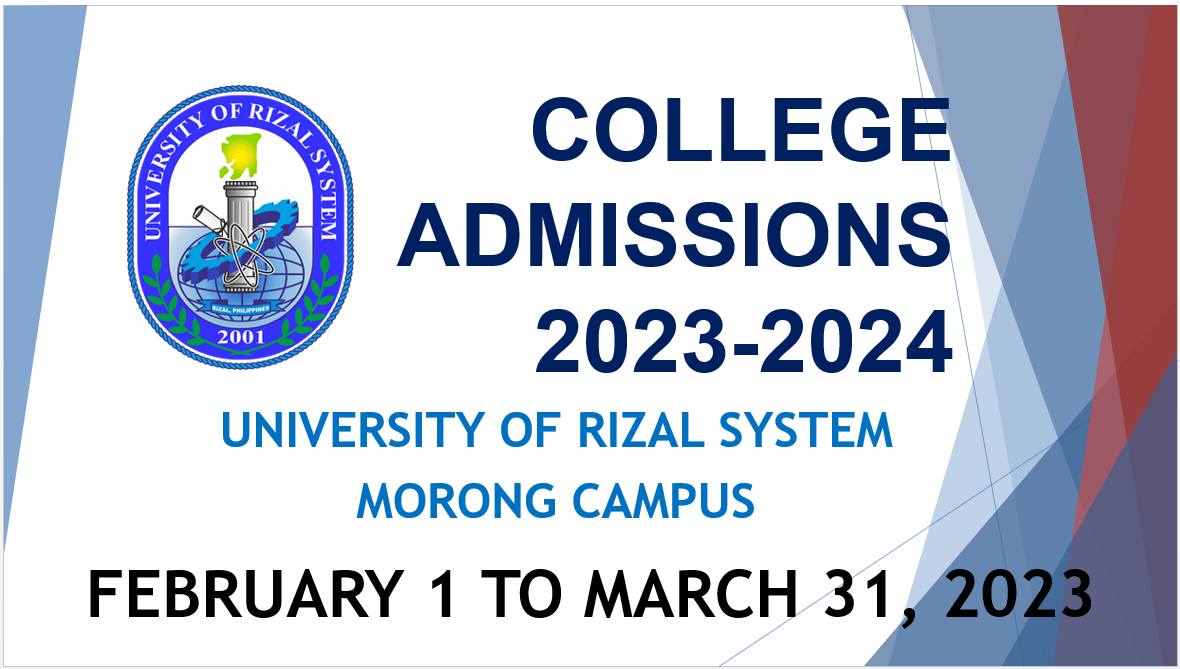 UNIVERSITY OF RIZAL SYSTEM
RIZAL, PHILIPPINES
2001
COLLEGE
ADMISSIONS
2023-2024
UNIVERSITY OF RIZAL SYSTEM
MORONG CAMPUS
FEBRUARY 1 TO MARCH 31, 2023